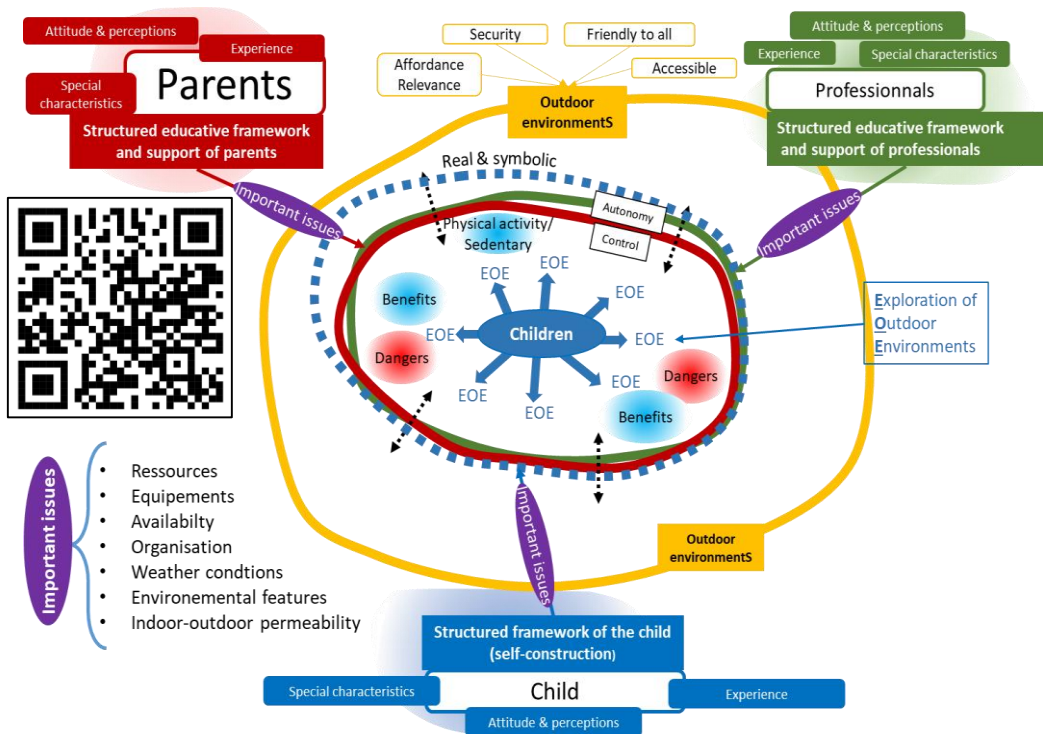 Attitude & perceptions
Experience
Parents
Special
characteristics
Structured educative framework
and support of parents
Important issues
Security
Friendly to all
Affordance
Relevance
Accessible
Outdoor
environmentS
Attitude & perceptions
Experience
Special characteristics
Professionnals
Structured educative framework
and support of professionals
Important issues
Real & symbolic
Autonomy
Control
Physical activity/
Sedentary
Benefits
Dangers
EOE
EOE
EOE
EOE
EOE
EOE
EOE
EOE
Children
Dangers
Benefits
Exploration of
Outdoor
Environments
Important issues
• Ressources
• Equipements
• Availabilty
• Organisation
• Weather condtions
• Environemental features
• Indoor-outdoor permeability
Outdoor
environmentS
Important issues
Structured framework of the child
(self-construction)
Special characteristics
Child
Experience
Attitude & perceptions